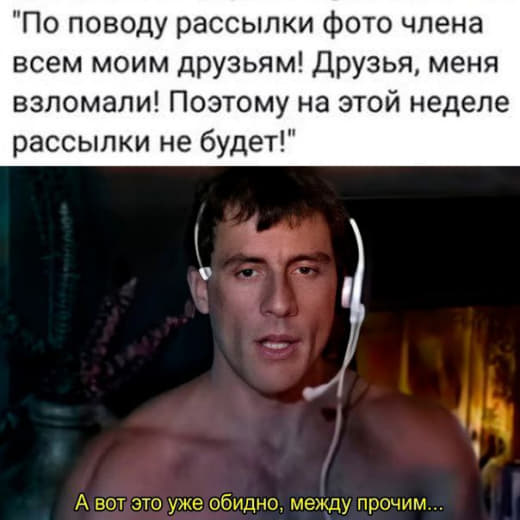 "По поводу рассылки фото члена
всем моим друзьям! Друзья, меня
взломали! Поэтому на этой неделе
рассылки не будет!"
А вот это уже обидно, между прочим...